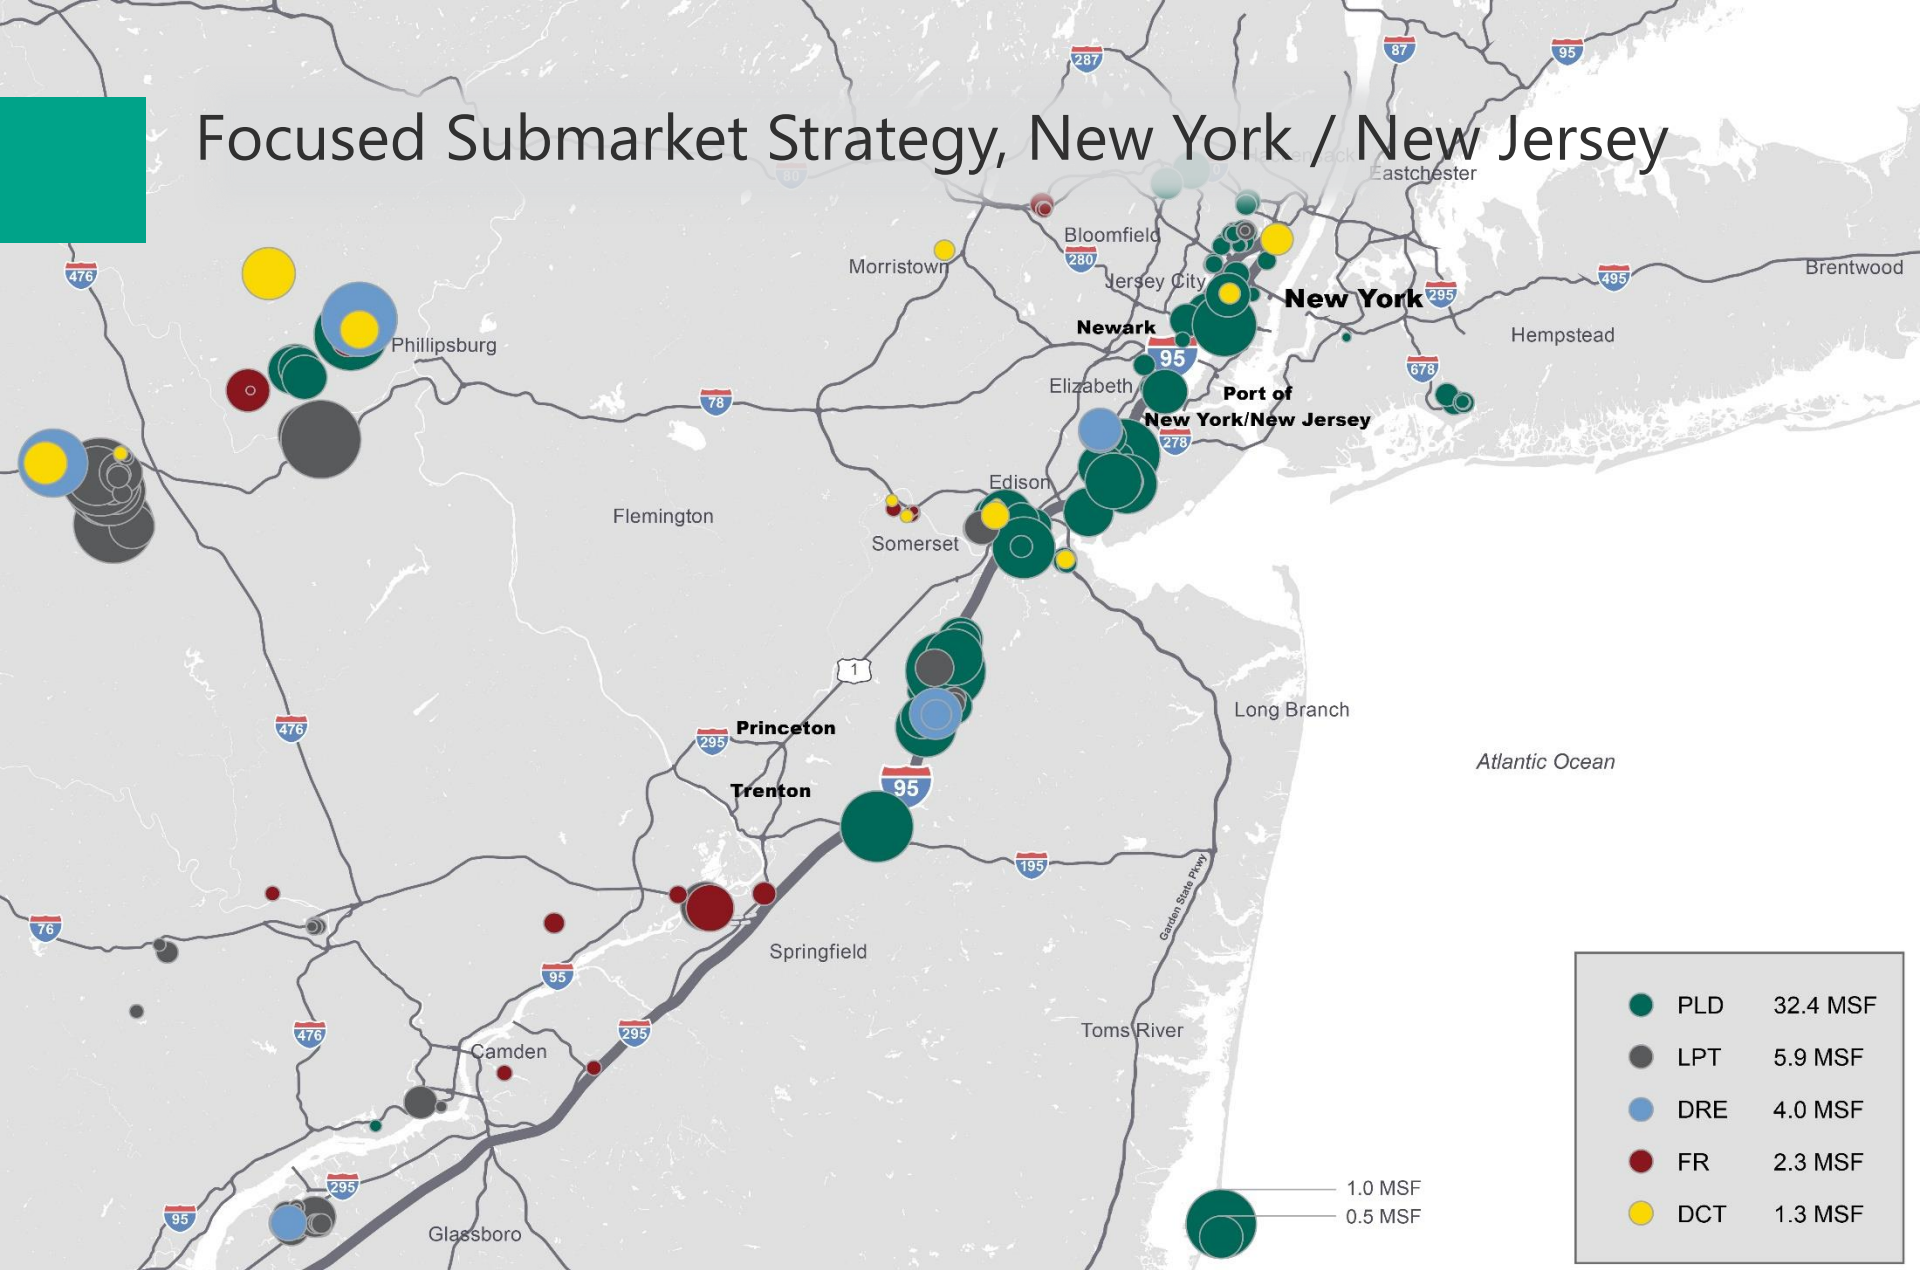 287
87
95
Focused Submarket Strategy, New York / New Jersey
Hackensack
80
Eastchester
Bloomfield
280
Morristown
476
Jersey City
New York
295
495
Brentwood
Newark
Hempstead
Phillipsburg
95
678
Elizabeth
78
Port of
New York/New Jersey
278
Edison
Flemington
Somerset
1
Long Branch
476
295
Princeton
Atlantic Ocean
95
Trenton
195
Garden State Pkwy
76
Springfield
95
476
295
Toms River
Camden
295
95
Glassboro
1.0 MSF
0.5 MSF
PLD 32.4 MSF
LPT 5.9 MSF
DRE 4.0 MSF
FR 2.3 MSF
DCT 1.3 MSF